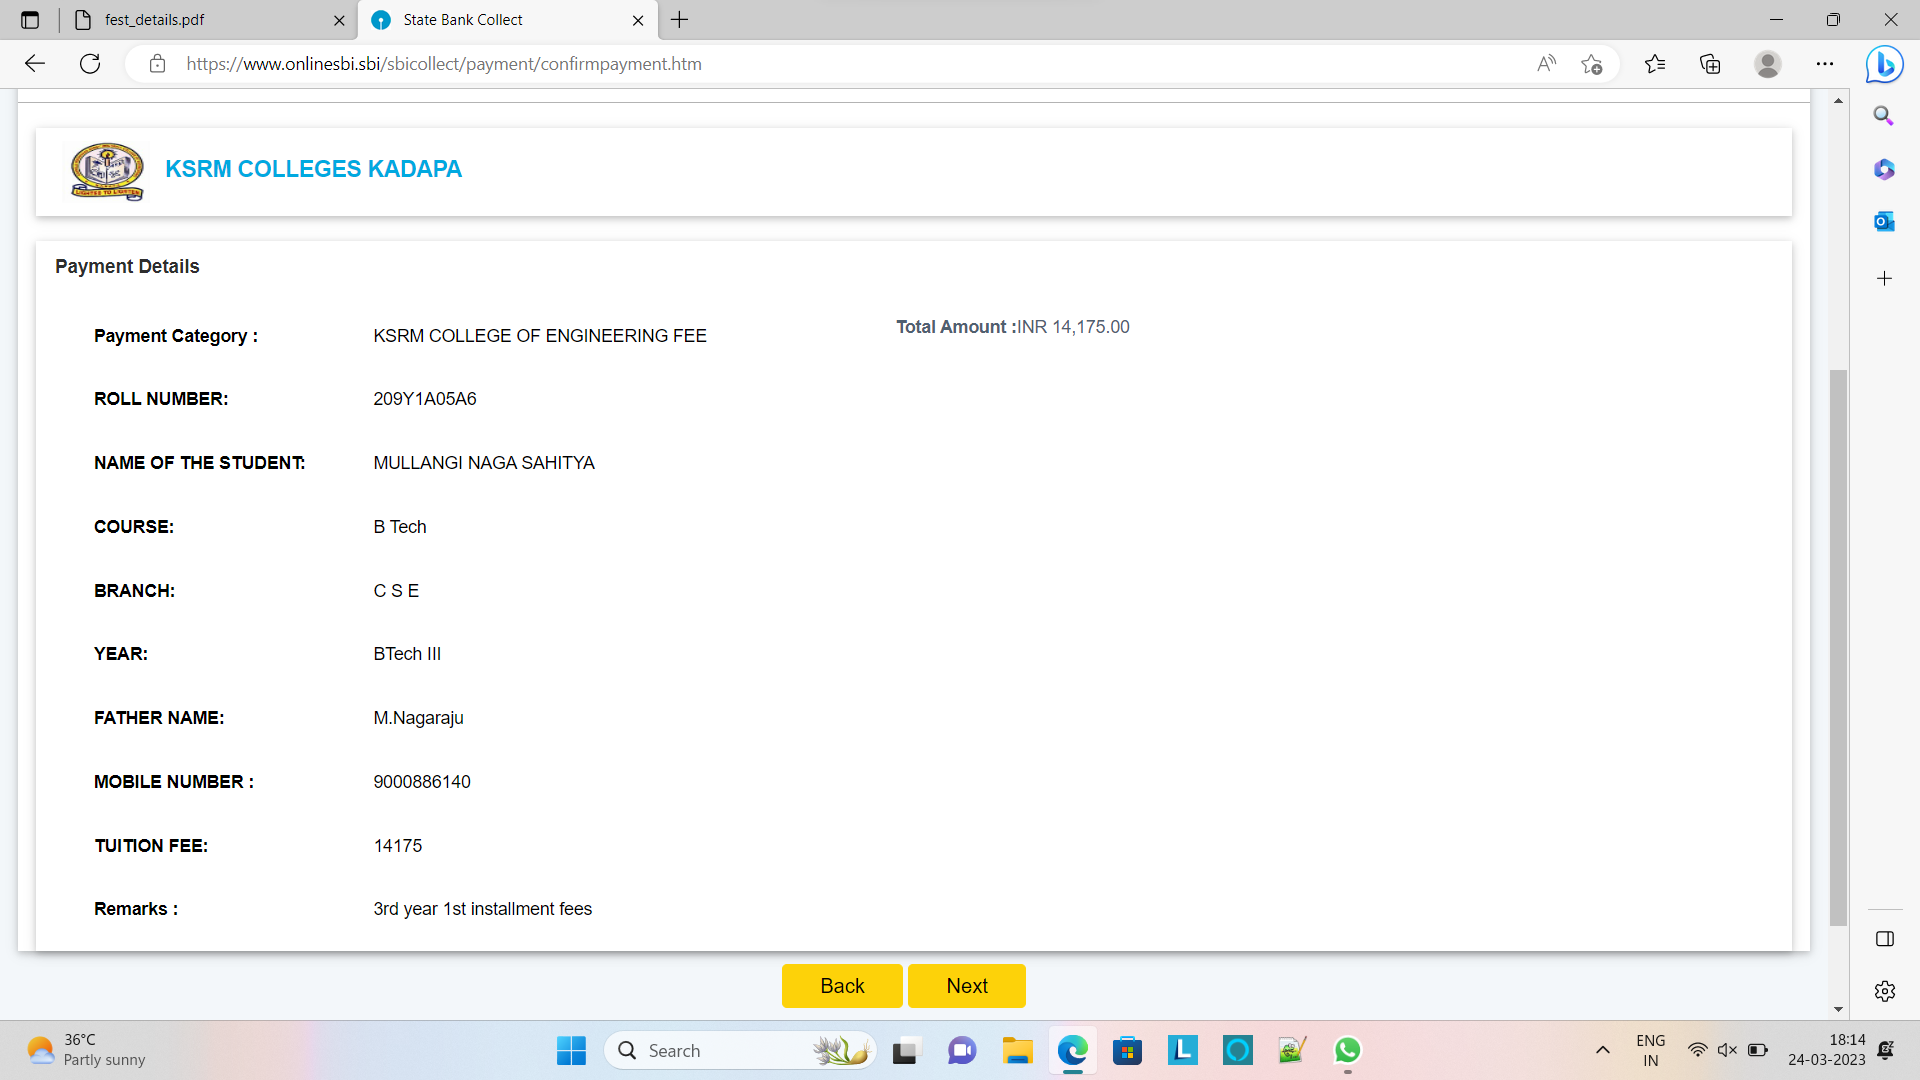 fest_details.pdf
State Bank Collect
https://www.onlinesbi.sbi/sbicollect/payment/confirmpayment.htm
KSRM COLLEGES KADAPA
Payment Details
Payment Category : KSRM COLLEGE OF ENGINEERING FEE Total Amount :INR 14,175.00
ROLL NUMBER: 209Y1A05A6
NAME OF THE STUDENT: MULLANGI NAGA SAHITYA
COURSE: B Tech
BRANCH: C S E
YEAR: BTech III
FATHER NAME: M.Nagaraju
MOBILE NUMBER : 9000886140
TUITION FEE: 14175
Remarks : 3rd year 1st installment fees
Back Next
36°C
Partly sunny
Search
ENG
IN
18:14
24-03-2023